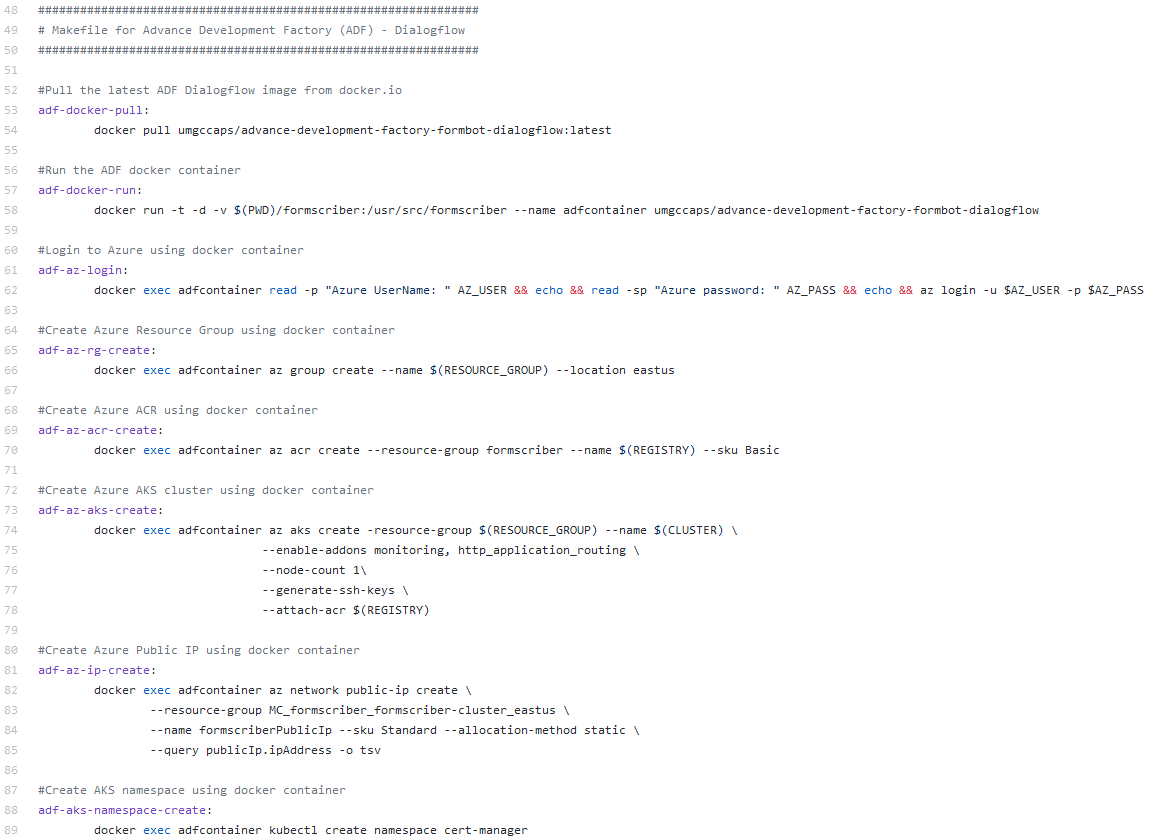 48 ###############################################################
49 # Makefile for Advance Development Factory (ADF) - Dialogflow
50 ###############################################################
51
52 #Pull the latest ADF Dialogflow image from docker.io
53 adf-docker-pull:
54         docker pull umgccaps/advance-development-factory-formbot-dialogflow:latest
55
56 #Run the ADF docker container
57 adf-docker-run:
58         docker run -t -d -v $(PWD)/formscriber:/usr/src/formscriber --name adfcontainer umgccaps/advance-development-factory-formbot-dialogflow
59
60 #Login to Azure using docker container
61 adf-az-login:
62         docker exec adfcontainer read -p "Azure UserName: " AZ_USER && echo && read -sp "Azure password: " AZ_PASS && echo && az login -u $AZ_USER -p $AZ_PASS
63
64 #Create Azure Resource Group using docker container
65 adf-az-rg-create:
66         docker exec adfcontainer az group create --name $(RESOURCE_GROUP) --location eastus
67
68 #Create Azure ACR using docker container
69 adf-az-acr-create:
70         docker exec adfcontainer az acr create --resource-group formscriber --name $(REGISTRY) --sku Basic
71
72 #Create Azure AKS cluster using docker container
73 adf-az-aks-create:
74         docker exec adfcontainer az aks create -resource-group $(RESOURCE_GROUP) --name $(CLUSTER) \
75                                 --enable-addons monitoring, http_application_routing \
76                                 --node-count 1\
77                                 --generate-ssh-keys \
78                                 --attach-acr $(REGISTRY)
79
80 #Create Azure Public IP using docker container
81 adf-az-ip-create:
82         docker exec adfcontainer az network public-ip create \
83                 --resource-group MC_formscriber_formscriber-cluster_eastus \
84                 --name formscriberPublicIp --sku Standard --allocation-method static \
85                 --query publicIp.ipAddress -o tsv
86
87 #Create AKS namespace using docker container
88 adf-aks-namespace-create:
89         docker exec adfcontainer kubectl create namespace cert-manager